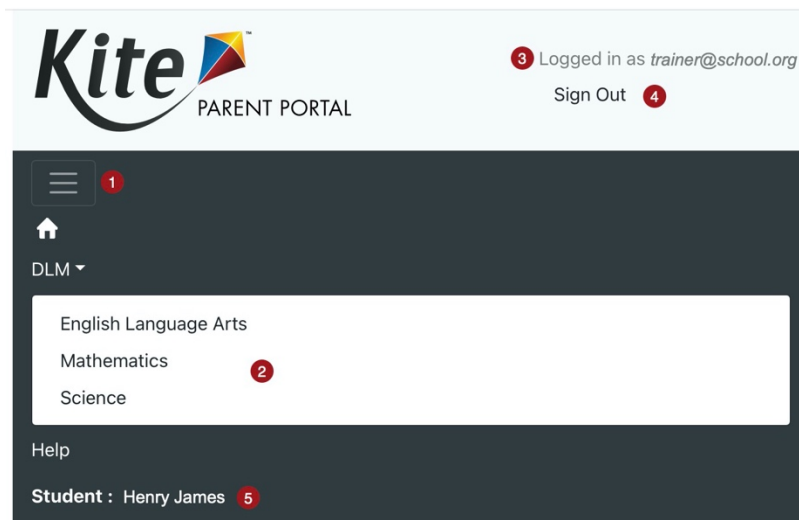 Kite™
PARENT PORTAL
3 Logged in as trainer@school.org
Sign Out 4
1
DLM
English Language Arts
Mathematics
2
Science
Help
Student : Henry James 5